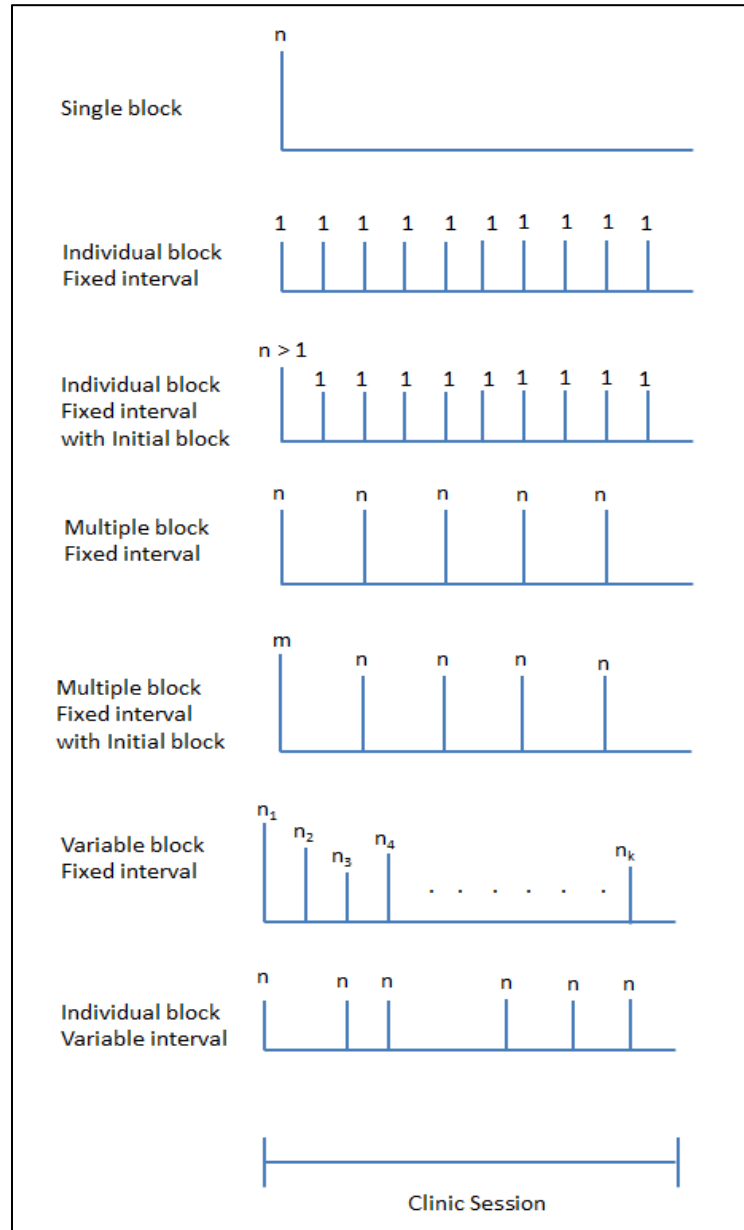 n
Single block
1 1 1 1 1 1 1 1 1 1
Individual block
Fixed interval
n > 1
1 1 1 1 1 1 1 1 1
Individual block
Fixed interval
with Initial block
n n n n n
Multiple block
Fixed interval
m
n n n n
Multiple block
Fixed interval
with Initial block
n₁ n₂ n₃ n₄ . . . . . . nₖ
Variable block
Fixed interval
n n n n n n
Individual block
Variable interval
Clinic Session